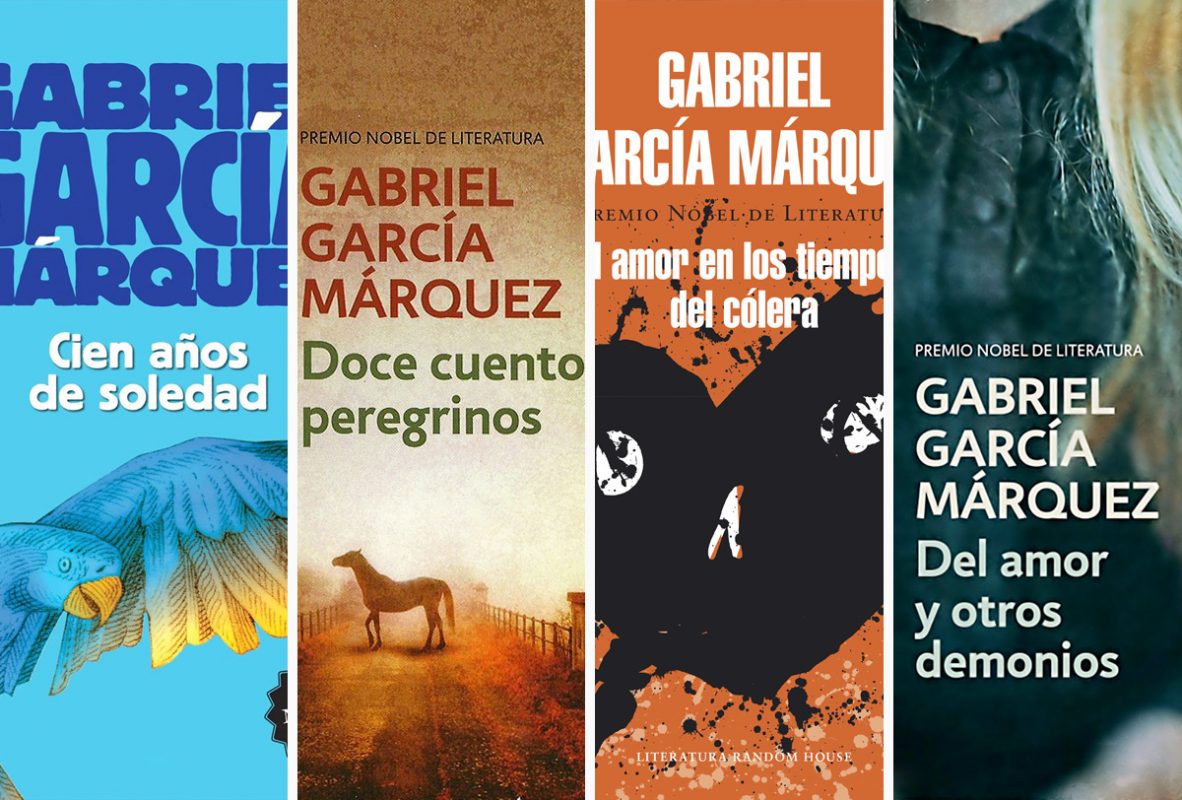 GABRIE
GARCÍA
MÁRQUE
Cien años
de soledad
PREMIO NOBEL DE LITERATURA
GABRIEL
GARCÍA
MÁRQUEZ
Doce cuento
peregrinos
GABRIEL
ARCÍA MÁRQU
REMIO NOBEL DE LITERATU
l amor en los tiempo
del cólera
LITERATURA RANDOM HOUSE
PREMIO NOBEL DE LITERATURA
GABRIEL
GARCÍA
MÁRQUEZ
Del amor
y otros
demonios